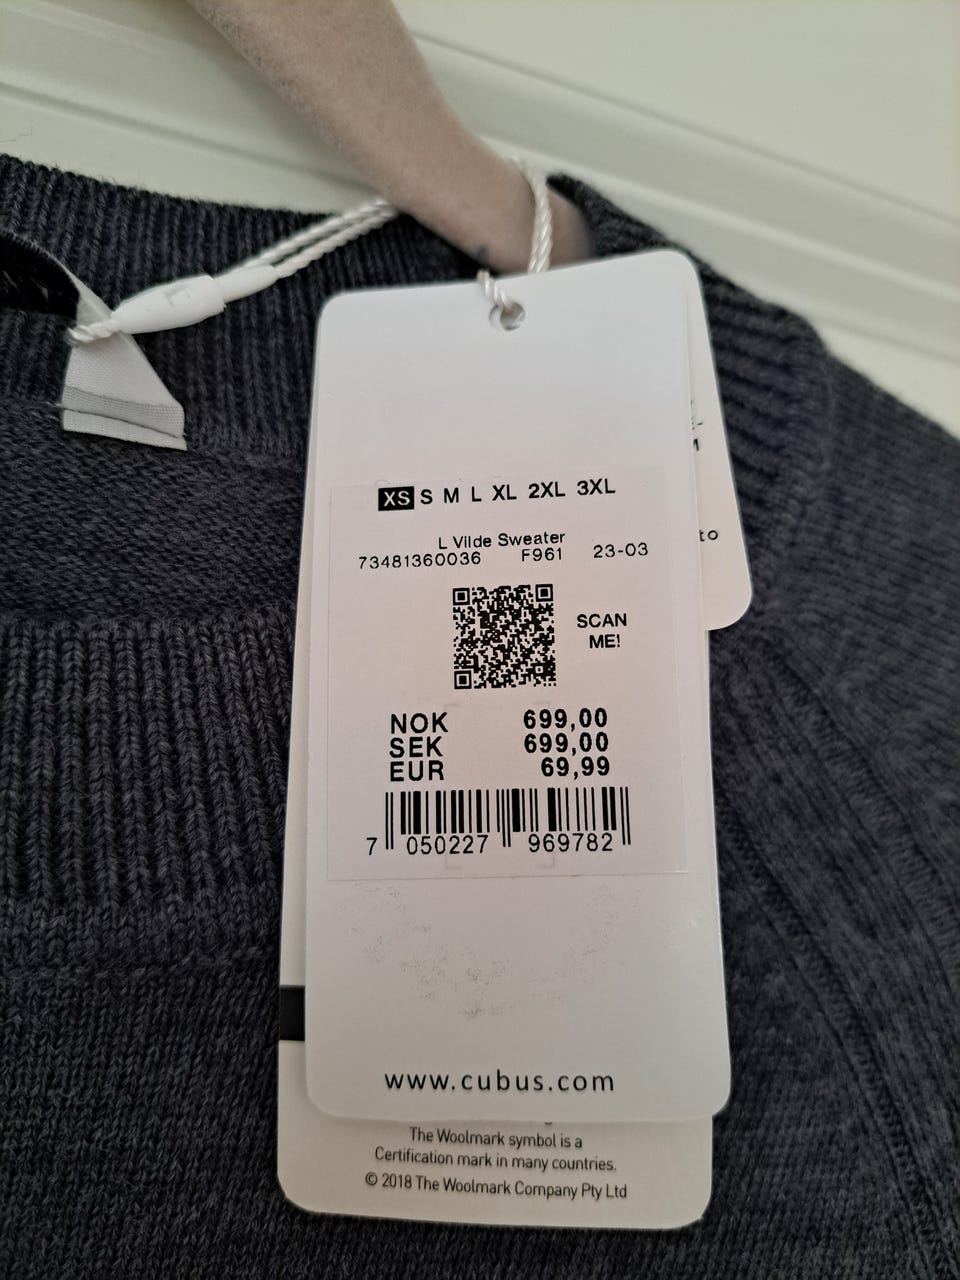 XS S M L XL 2XL 3XL
L Vilde Sweater
73481360036 F961 23-03
SCAN
ME!
NOK 699,00
SEK 699,00
EUR 69,99
7 050227 969782
www.cubus.com
The Woolmark symbol is a
Certification mark in many countries.
© 2018 The Woolmark Company Pty Ltd
to